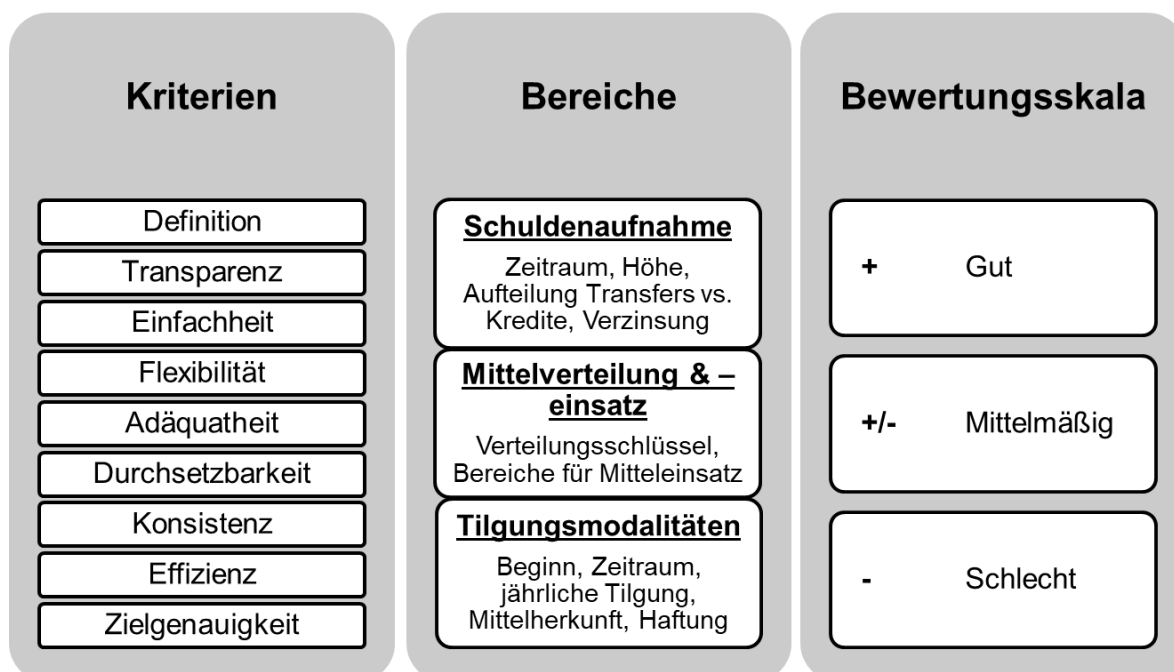 Kriterien
Definition
Transparenz
Einfachheit
Flexibilität
Adäquatheit
Durchsetzbarkeit
Konsistenz
Effizienz
Zielgenauigkeit
Bereiche
Schuldenaufnahme
Zeitraum, Höhe,
Aufteilung Transfers vs.
Kredite, Verzinsung
Mittelverteilung & –
einsatz
Verteilungsschlüssel,
Bereiche für Mitteleinsatz
Tilgungsmodalitäten
Beginn, Zeitraum,
jährliche Tilgung,
Mittelherkunft, Haftung
Bewertungsskala
+ Gut
+/- Mittelmäßig
- Schlecht